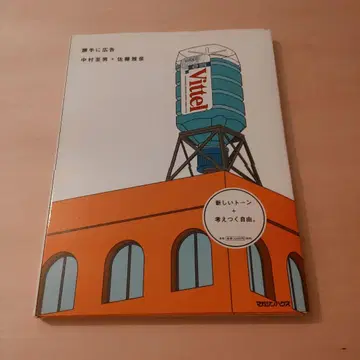 勝手に広告
中村至男+佐藤雅彦
Vittel
新しいトーン
+
考えつく自由。
マガジンハウス